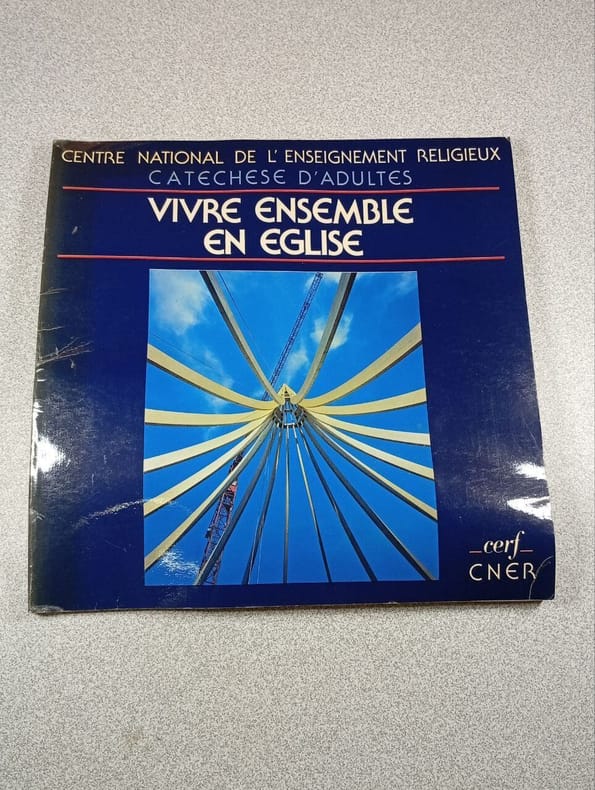 CENTRE NATIONAL DE L'ENSEIGNEMENT RELIGIEUX
CATECHESE D'ADULTES
VIVRE ENSEMBLE
EN EGLISE
cerf
CNER